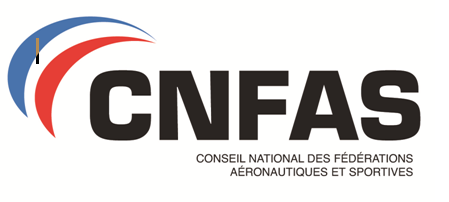 CNFAS
CONSEIL NATIONAL DES FÉDÉRATIONS
AÉRONAUTIQUES ET SPORTIVES